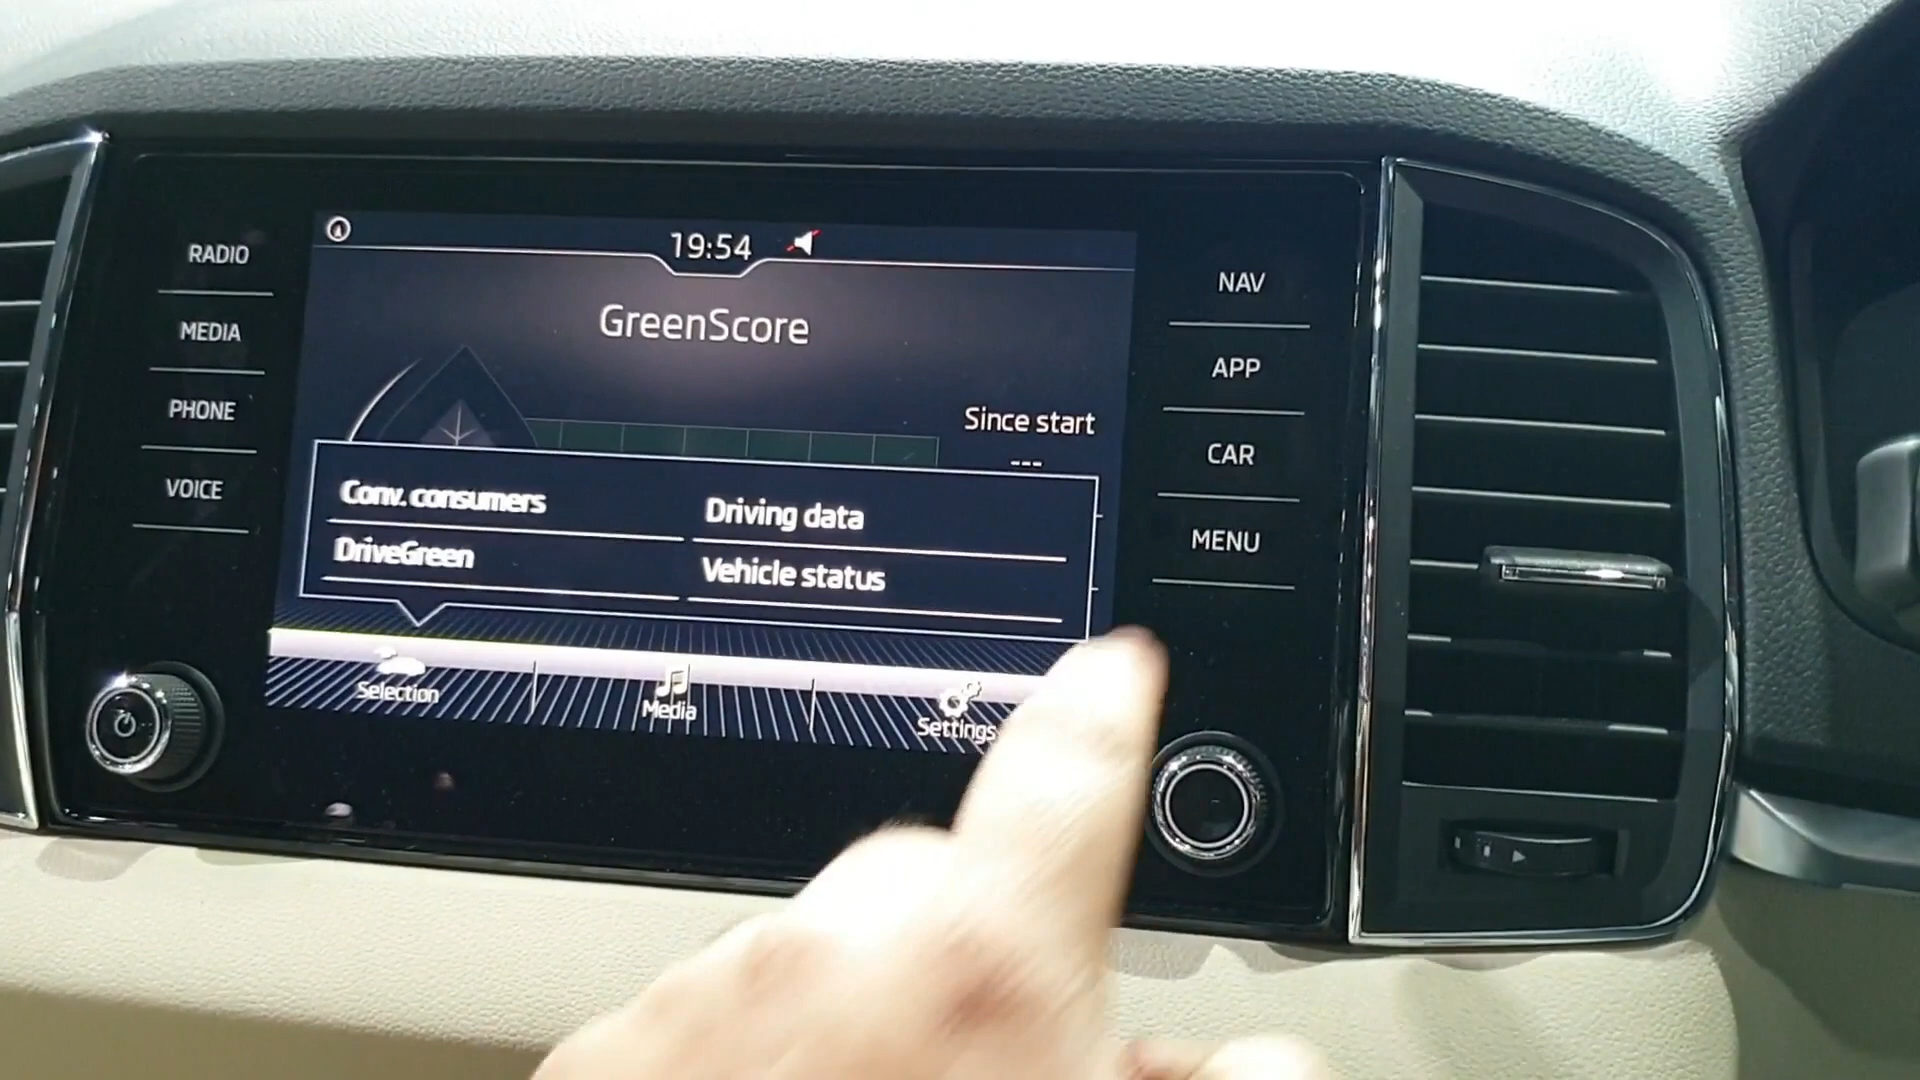 RADIO
MEDIA
PHONE
VOICE
19:54
GreenScore
Since start
---
Conv. consumers
Driving data
DriveGreen
Vehicle status
Selection
Media
Settings
NAV
APP
CAR
MENU